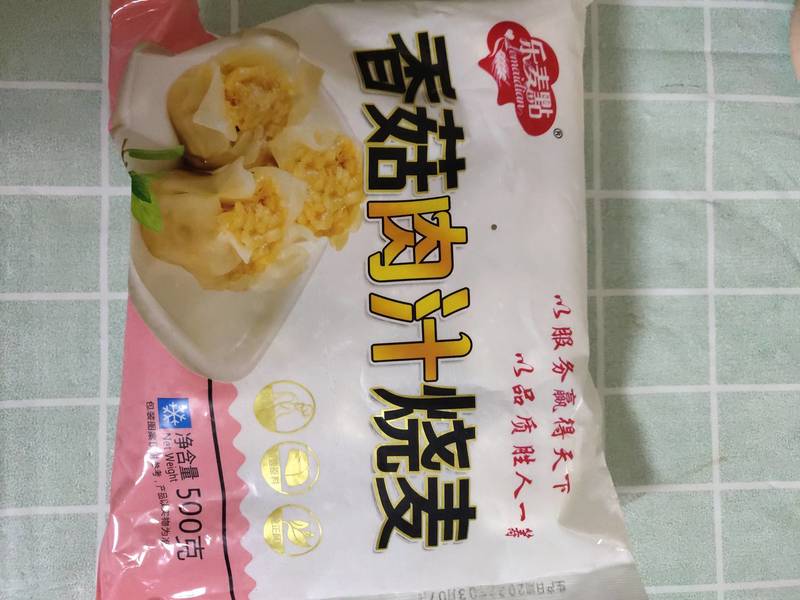 乐麦點
lemaidian
®
以服务赢得天下
以品质胜人一筹
香菇肉汁烧麦
净含量 500克
Net Weight